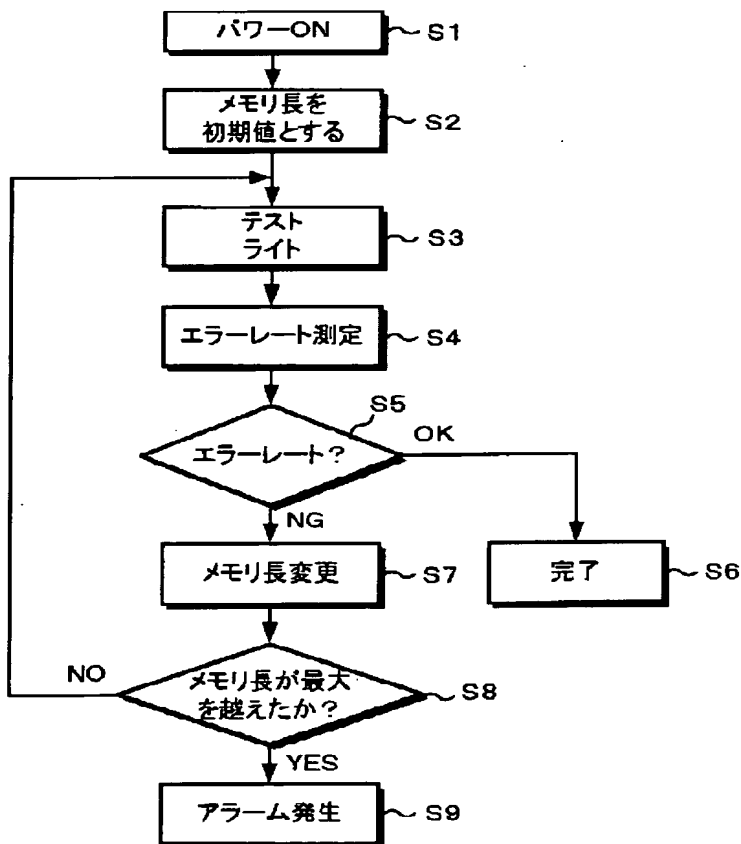 パワーON
S1
メモリ長を
初期値とする
S2
テスト
ライト
S3
エラーレート測定
S4
S5
エラーレート?
OK
NG
メモリ長変更
S7
完了
S6
NO
メモリ長が最大
を越えたか?
S8
YES
アラーム発生
S9